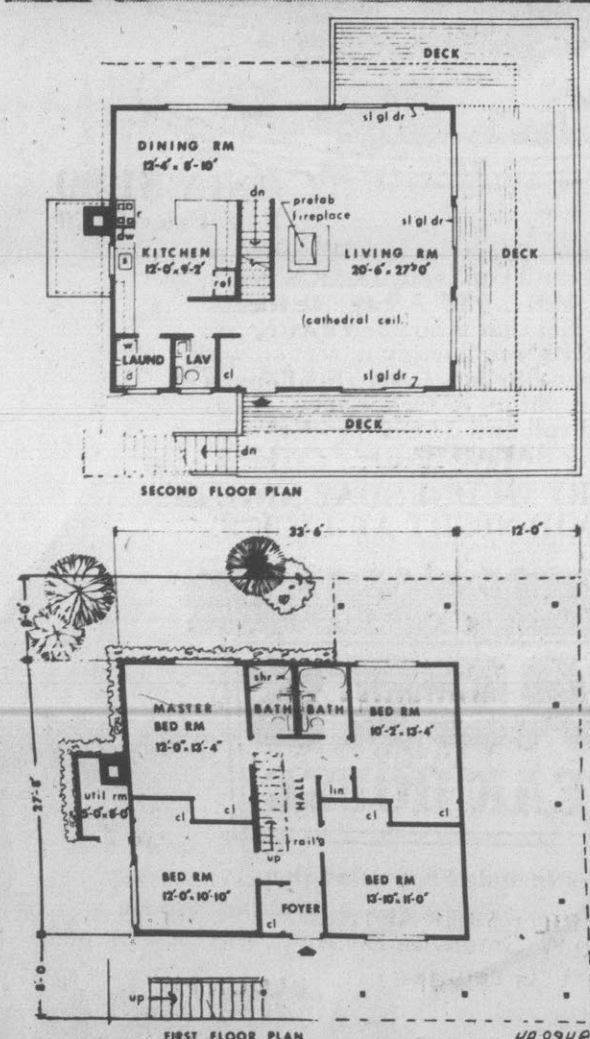 DECK
sl gl dr
DINING RM
12'-4" x 8'-10"
dn
prefab
fireplace
r
dw
sl gl dr
KITCHEN
12'-0" x 9'-2"
LIVING RM
20'-6" x 27'-0"
DECK
ref
(cathedral ceil.
w
LAUND
LAV
d
cl
sl gl dr
DECK
dn
SECOND FLOOR PLAN
33'-6"
12'-0"
shr
MASTER
BED RM
12'-0" x 13'-4"
BATH
BATH
BED RM
10'-2" x 13'-4"
27'-8"
util rm
HALL
lin
cl
cl
cl
cl
rail'g
up
BED RM
12'-0" x 10'-10"
BED RM
13'-10" x 11'-0"
FOYER
cl
8'-0
up
FIRST FLOOR PLAN